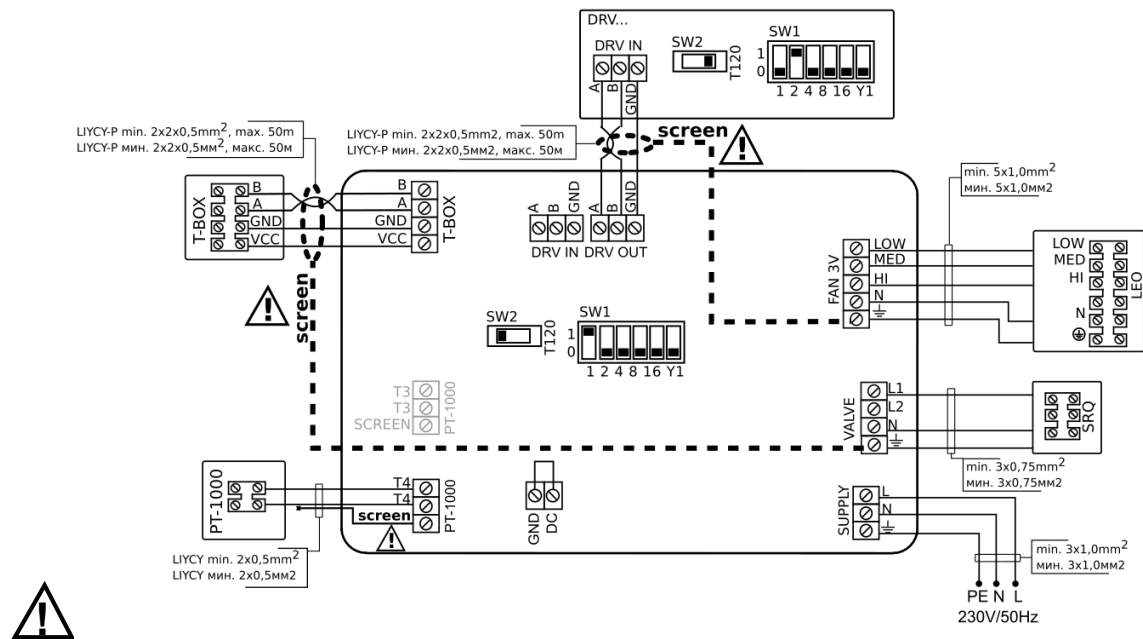 DRV...
DRV IN
SW2
T120
SW1
1
0
1 2 4 8 16 Y1
A
B
GND
LIYCY-P min. 2x2x0,5mm², max. 50m
LIYCY-P мин. 2x2x0,5мм², макс. 50м
LIYCY-P min. 2x2x0,5mm2, max. 50m
LIYCY-P мин. 2x2x0,5мм2, макс. 50м
screen
min. 5x1,0mm²
мин. 5x1,0мм2
T-BOX
B
A
GND
VCC
B
A
GND
VCC
T-BOX
screen
A
B
GND
A
B
GND
DRV IN
DRV OUT
FAN 3V
LOW
MED
HI
N
LOW
MED
HI
N
LEO
SW2
T120
SW1
1
0
1 2 4 8 16 Y1
T3
T3
SCREEN
PT-1000
VALVE
L1
L2
N
SRQ
min. 3x0,75mm²
мин. 3x0,75мм2
PT-1000
T4
T4
screen
PT-1000
GND
DC
SUPPLY
L
N
LIYCY min. 2x0,5mm²
LIYCY мин. 2x0,5мм2
min. 3x1,0mm²
мин. 3x1,0мм2
PE N L
230V/50Hz